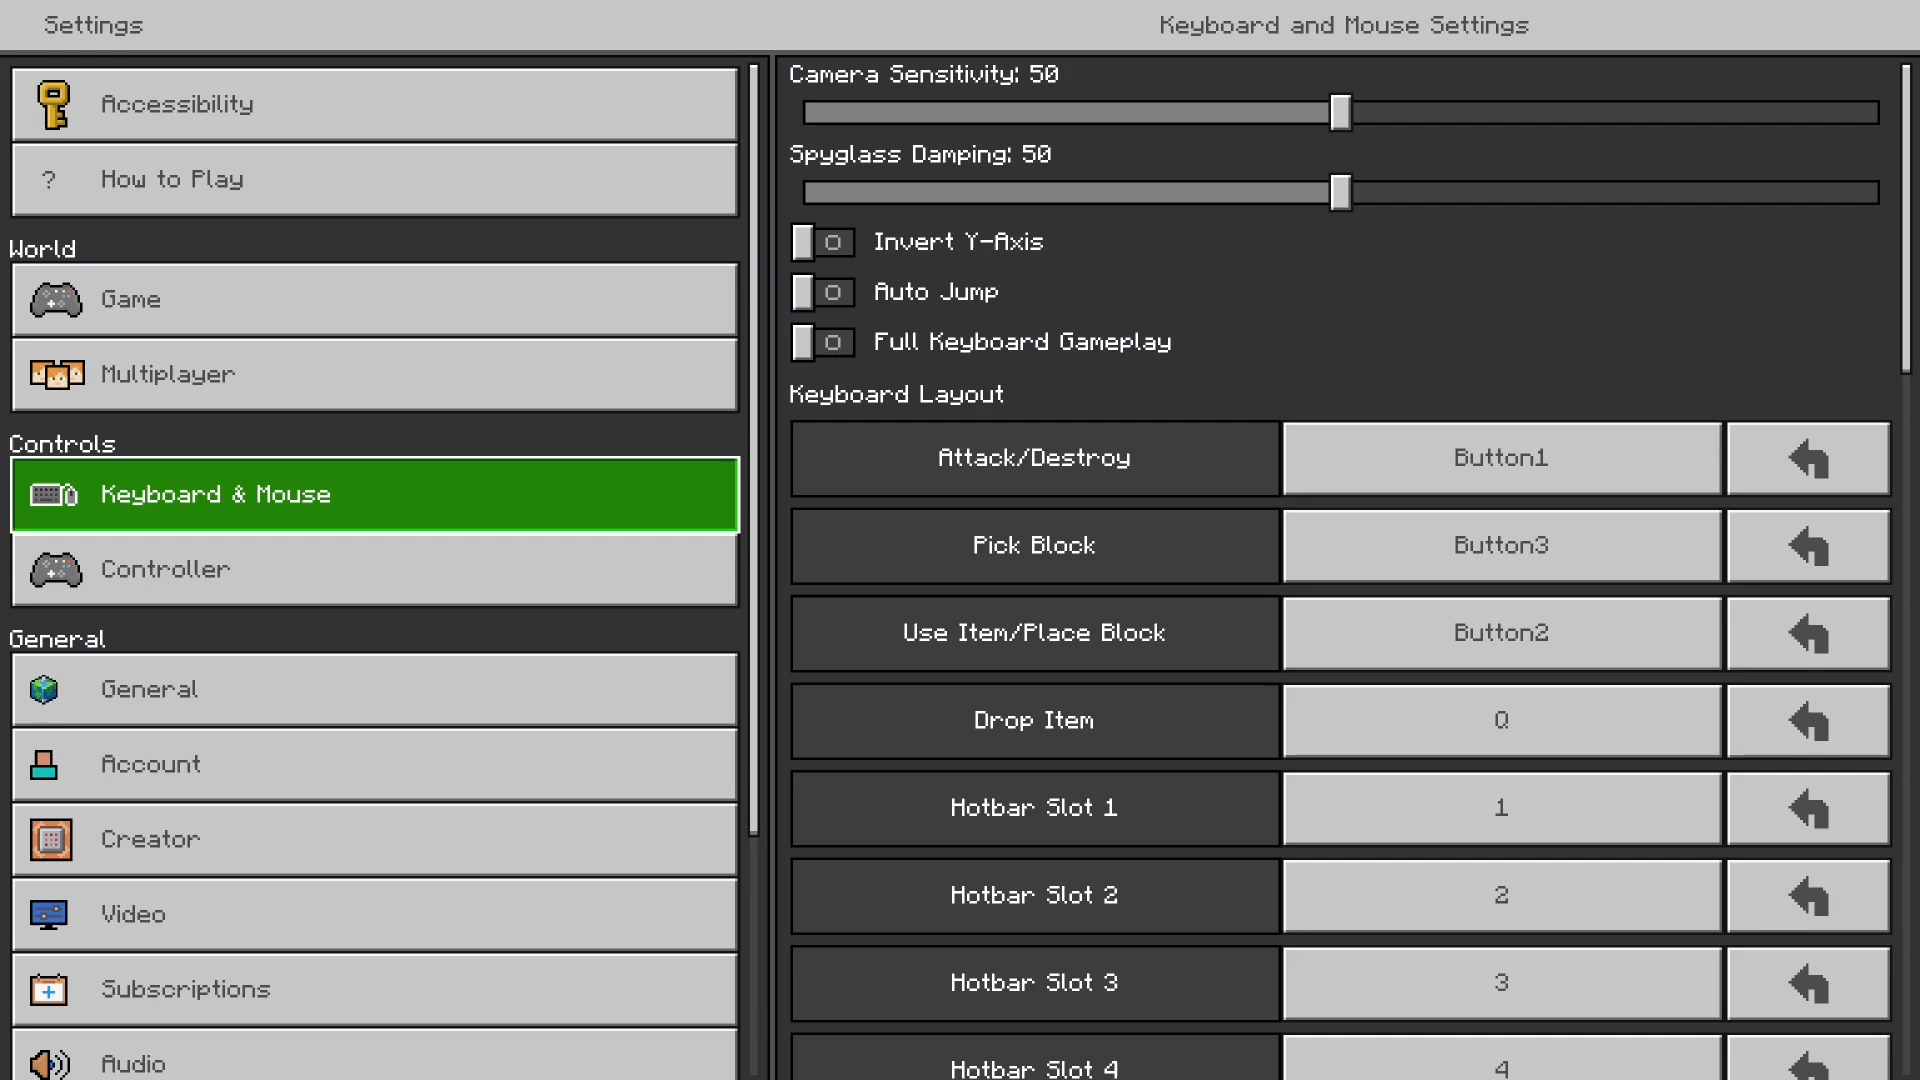 Settings
Keyboard and Mouse Settings
Accessibility
? How to Play
World
Game
Multiplayer
Controls
Keyboard & Mouse
Controller
General
General
Account
Creator
Video
Subscriptions
Audio
Camera Sensitivity: 50
Spyglass Damping: 50
Invert Y-Axis
Auto Jump
Full Keyboard Gameplay
Keyboard Layout
Attack/Destroy Button1
Pick Block Button3
Use Item/Place Block Button2
Drop Item Q
Hotbar Slot 1 1
Hotbar Slot 2 2
Hotbar Slot 3 3
Hotbar Slot 4 4